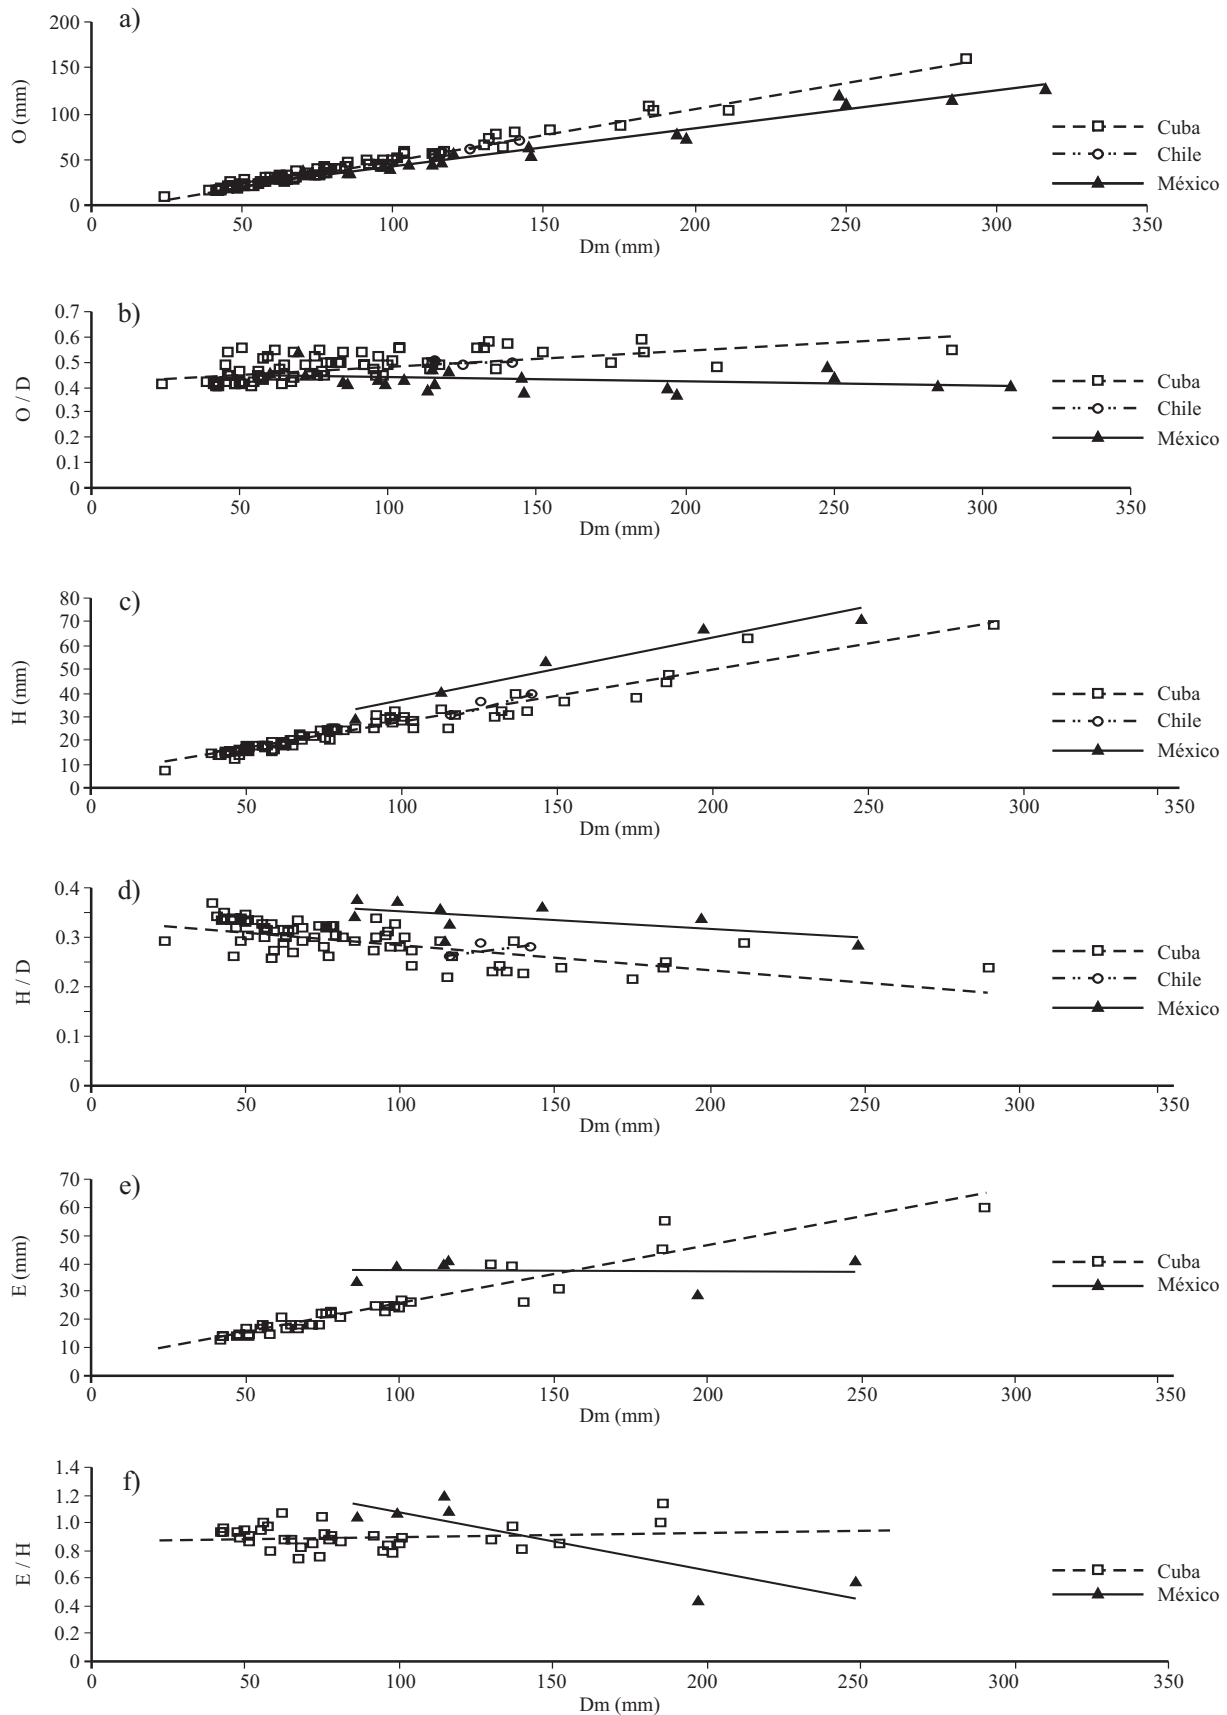 a)
200
150
100
50
0
O (mm)
0 50 100 150 200 250 300 350
Dm (mm)
Cuba
Chile
México
b)
0.7
0.6
0.5
0.4
0.3
0.2
0.1
0
O / D
0 50 100 150 200 250 300 350
Dm (mm)
Cuba
Chile
México
c)
80
70
60
50
40
30
20
10
0
H (mm)
0 50 100 150 200 250 300 350
Dm (mm)
Cuba
Chile
México
d)
0.4
0.3
0.2
0.1
0
H / D
0 50 100 150 200 250 300 350
Dm (mm)
Cuba
Chile
México
e)
70
60
50
40
30
20
10
0
E (mm)
0 50 100 150 200 250 300 350
Dm (mm)
Cuba
México
f)
1.4
1.2
1.0
0.8
0.6
0.4
0.2
0
E / H
0 50 100 150 200 250 300 350
Dm (mm)
Cuba
México